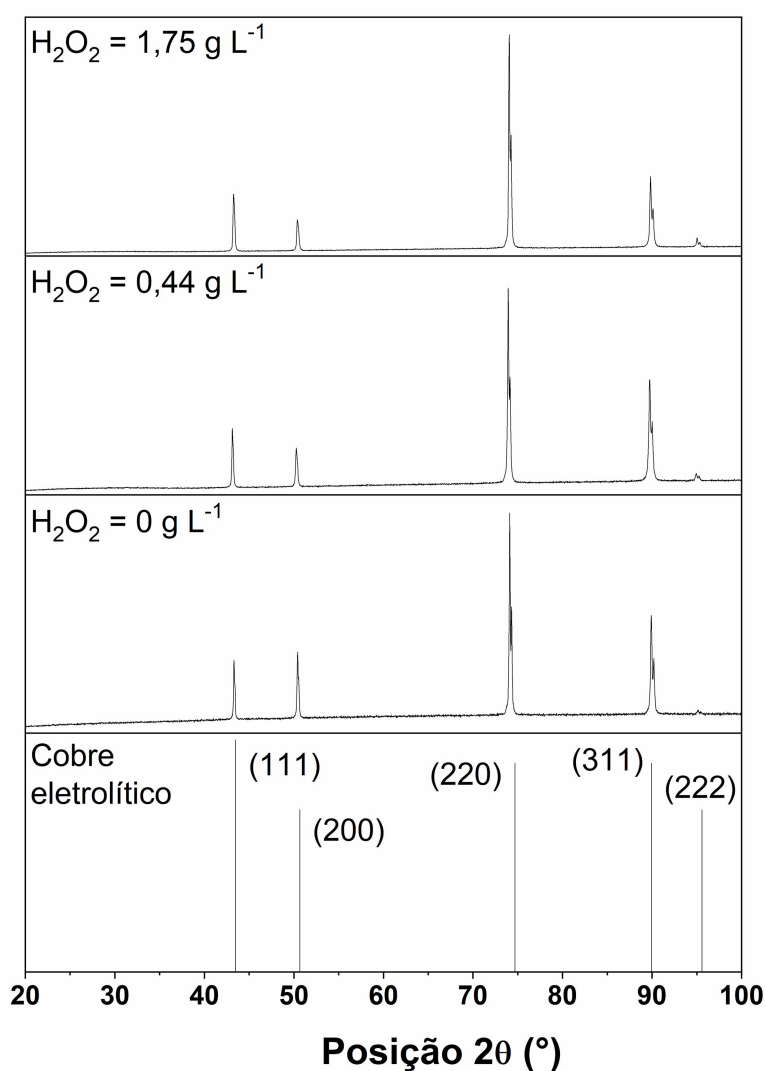 H₂O₂ = 1,75 g L⁻¹
H₂O₂ = 0,44 g L⁻¹
H₂O₂ = 0 g L⁻¹
Cobre
eletrolítico
(111)
(200)
(220)
(311)
(222)
20 30 40 50 60 70 80 90 100
Posição 2θ (°)